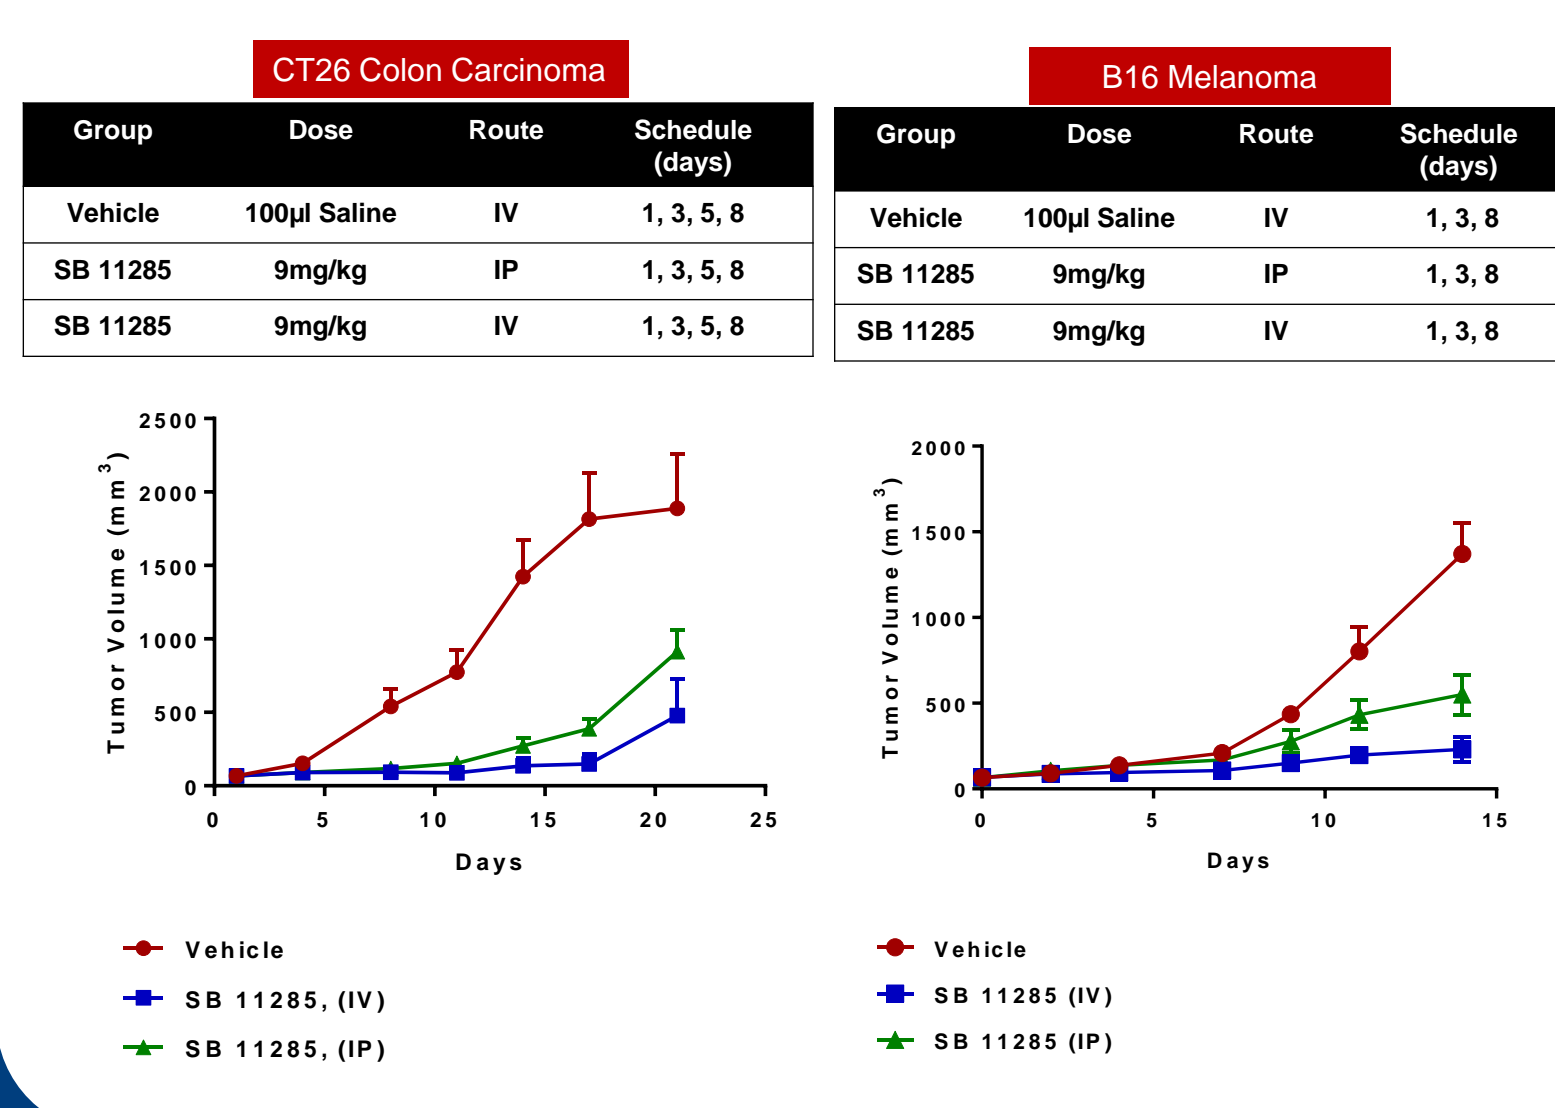 CT26 Colon Carcinoma
Group Dose Route Schedule
(days)
Vehicle 100µl Saline IV 1, 3, 5, 8
SB 11285 9mg/kg IP 1, 3, 5, 8
SB 11285 9mg/kg IV 1, 3, 5, 8
B16 Melanoma
Group Dose Route Schedule
(days)
Vehicle 100µl Saline IV 1, 3, 8
SB 11285 9mg/kg IP 1, 3, 8
SB 11285 9mg/kg IV 1, 3, 8
Tumor Volume (mm³)
2500
2000
1500
1000
500
0
0 5 10 15 20 25
Days
Vehicle
SB 11285, (IV)
SB 11285, (IP)
Tumor Volume (mm³)
2000
1500
1000
500
0
0 5 10 15
Days
Vehicle
SB 11285 (IV)
SB 11285 (IP)